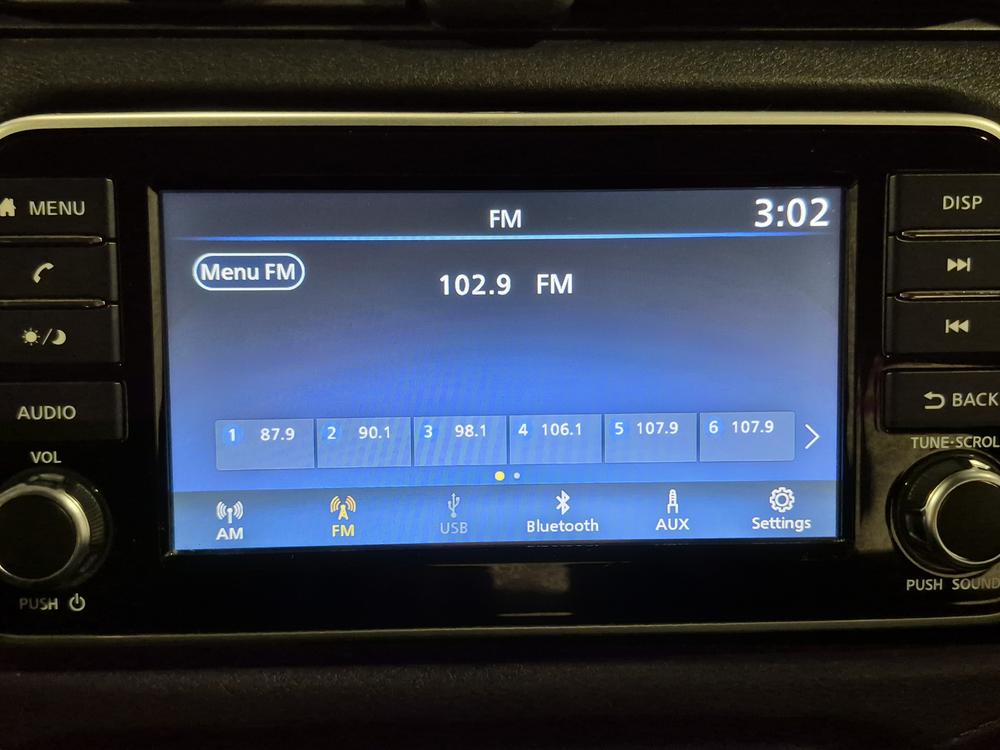 MENU
AUDIO
VOL
PUSH
FM
3:02
Menu FM
102.9 FM
1 87.9
2 90.1
3 98.1
4 106.1
5 107.9
6 107.9
AM
FM
USB
Bluetooth
AUX
Settings
DISP
BACK
TUNE·SCROL
PUSH SOUND